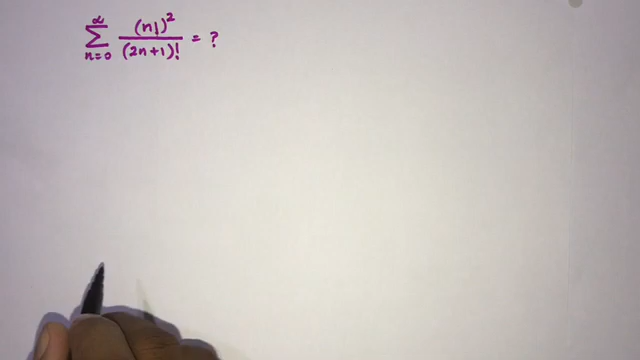 ∞∑n=0 (n!)² / (2n+1)! = ?